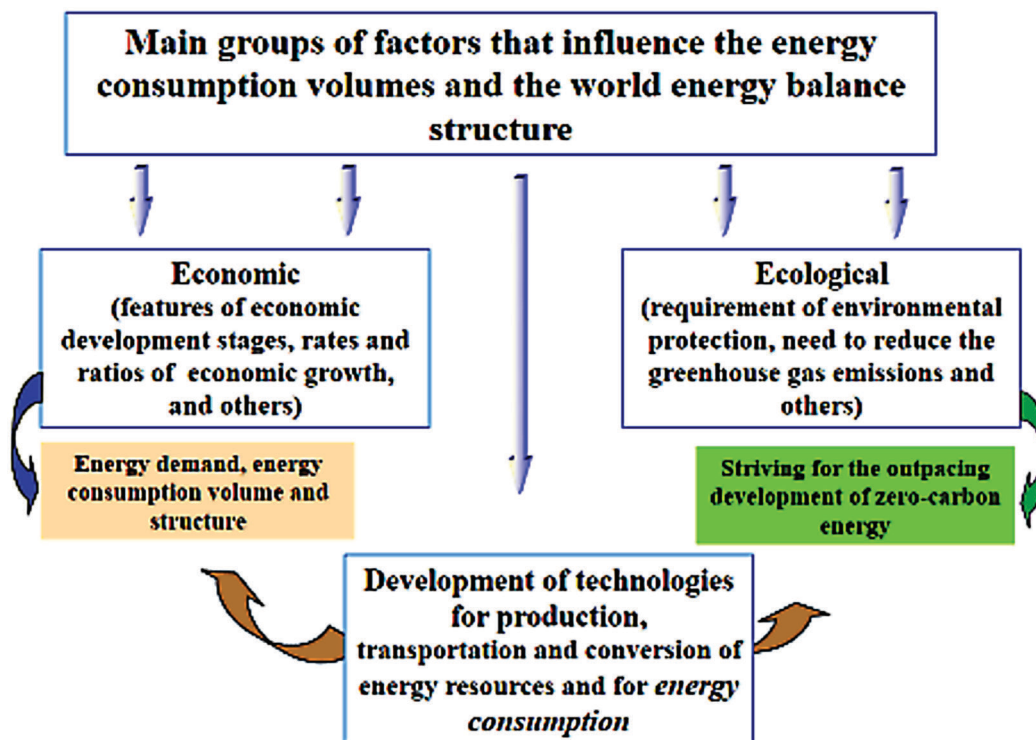 Main groups of factors that influence the energy
consumption volumes and the world energy balance
structure
Economic
(features of economic
development stages, rates and
ratios of economic growth,
and others)
Ecological
(requirement of environmental
protection, need to reduce the
greenhouse gas emissions and
others)
Energy demand, energy
consumption volume and
structure
Striving for the outpacing
development of zero-carbon
energy
Development of technologies
for production,
transportation and conversion of
energy resources and for energy
consumption